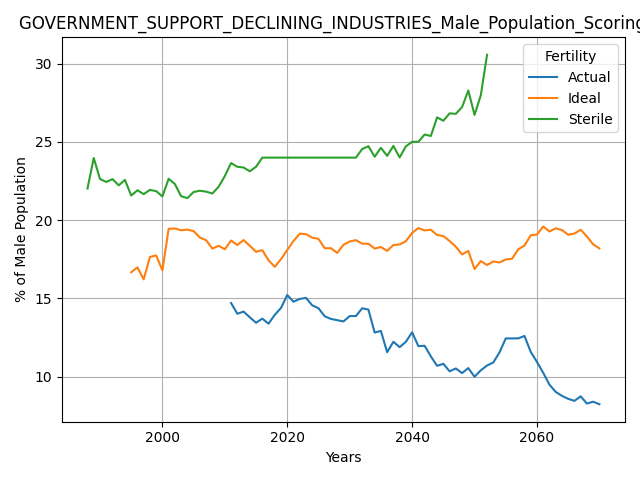 GOVERNMENT_SUPPORT_DECLINING_INDUSTRIES_Male_Population_Scoring
Fertility
Actual
Ideal
Sterile
% of Male Population
30
25
20
15
10
2000 2020 2040 2060
Years